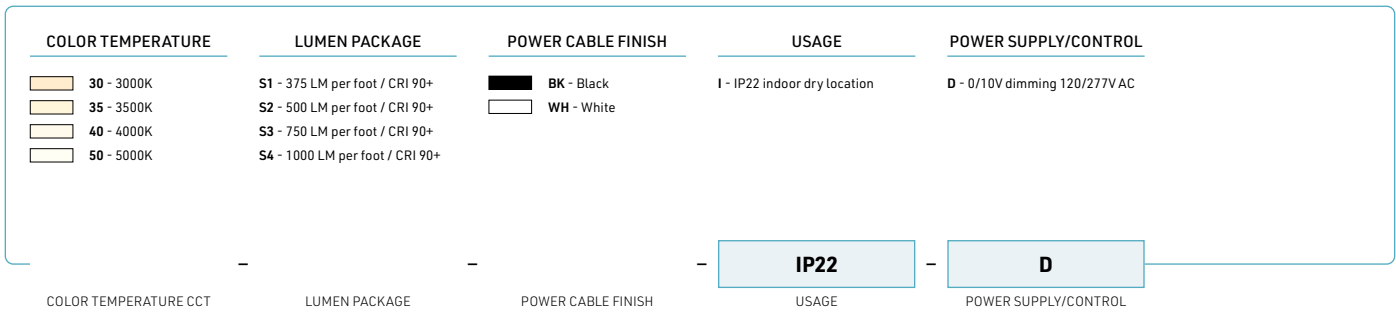 COLOR TEMPERATURE
30 - 3000K
35 - 3500K
40 - 4000K
50 - 5000K
LUMEN PACKAGE
S1 - 375 LM per foot / CRI 90+
S2 - 500 LM per foot / CRI 90+
S3 - 750 LM per foot / CRI 90+
S4 - 1000 LM per foot / CRI 90+
POWER CABLE FINISH
BK - Black
WH - White
USAGE
I - IP22 indoor dry location
POWER SUPPLY/CONTROL
D - 0/10V dimming 120/277V AC
– – – IP22 – D
COLOR TEMPERATURE CCT
LUMEN PACKAGE
POWER CABLE FINISH
USAGE
POWER SUPPLY/CONTROL